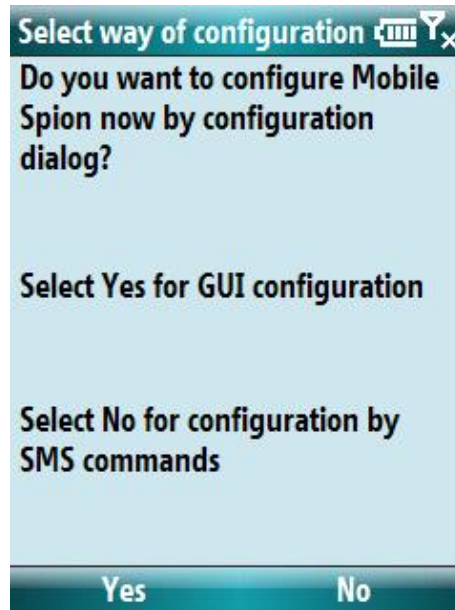 Select way of configuration
Do you want to configure Mobile
Spion now by configuration
dialog?
Select Yes for GUI configuration
Select No for configuration by
SMS commands
Yes No